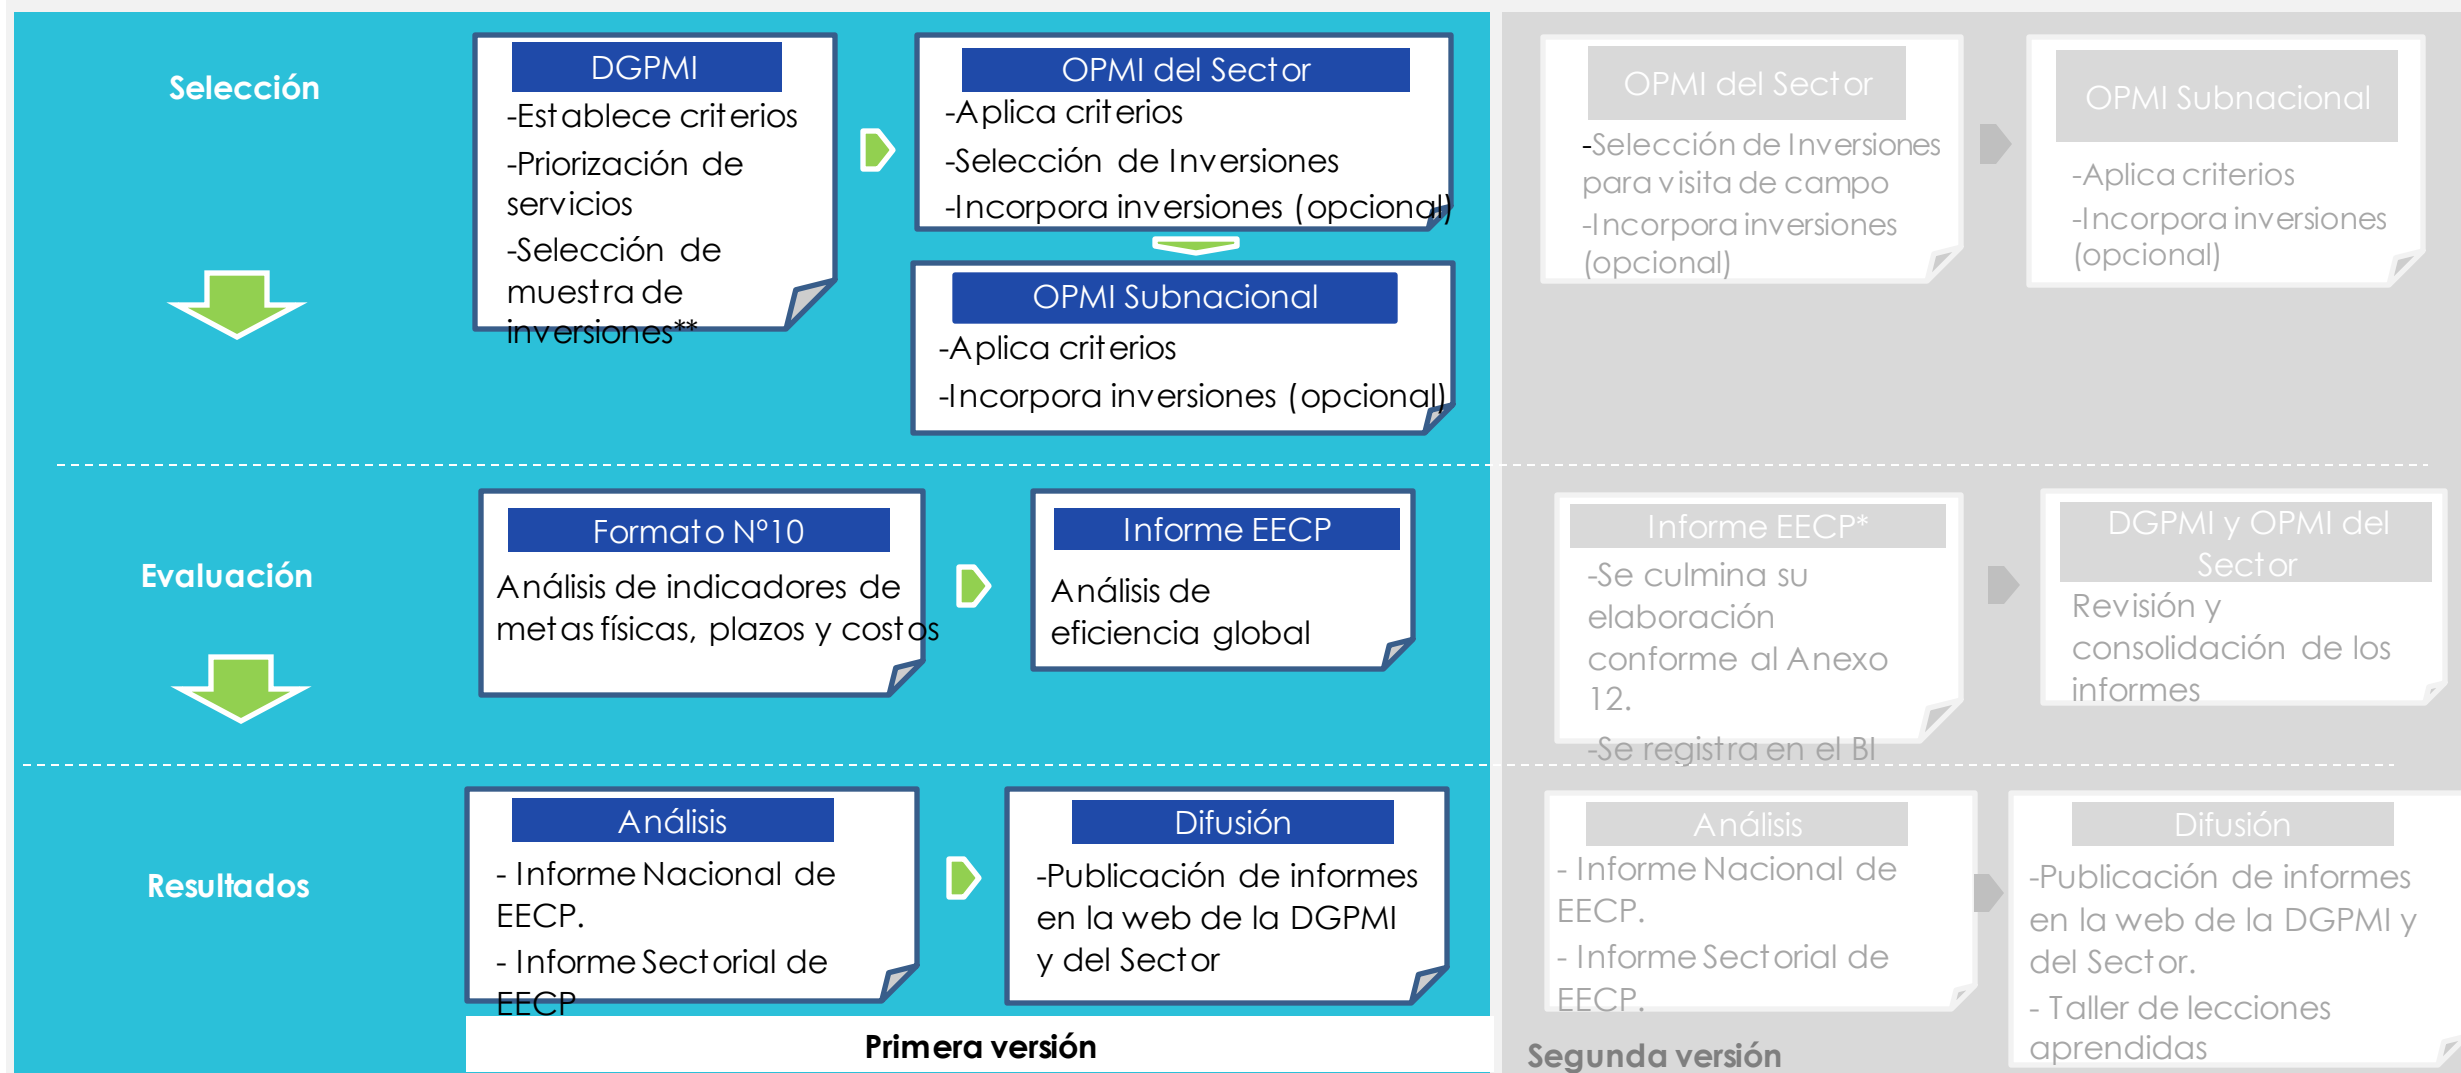 Selección
DGPMI
-Establece criterios
-Priorización de
servicios
-Selección de
muestra de
inversiones**
OPMI del Sector
-Aplica criterios
-Selección de Inversiones
-Incorpora inversiones (opcional)
OPMI Subnacional
-Aplica criterios
-Incorpora inversiones (opcional)
OPMI del Sector
-Selección de Inversiones
para visita de campo
-Incorpora inversiones
(opcional)
OPMI Subnacional
-Aplica criterios
-Incorpora inversiones
(opcional)
Evaluación
Formato Nº10
Análisis de indicadores de
metas físicas, plazos y costos
Informe EECP
Análisis de
eficiencia global
Informe EECP*
-Se culmina su
elaboración
conforme al Anexo
12.
-Se registra en el BI
DGPMI y OPMI del
Sector
Revisión y
consolidación de los
informes
Resultados
Análisis
- Informe Nacional de
EECP.
- Informe Sectorial de
EECP
Difusión
-Publicación de informes
en la web de la DGPMI
y del Sector
Primera versión
Análisis
- Informe Nacional de
EECP.
- Informe Sectorial de
EECP.
Difusión
-Publicación de informes
en la web de la DGPMI y
del Sector.
- Taller de lecciones
aprendidas
Segunda versión